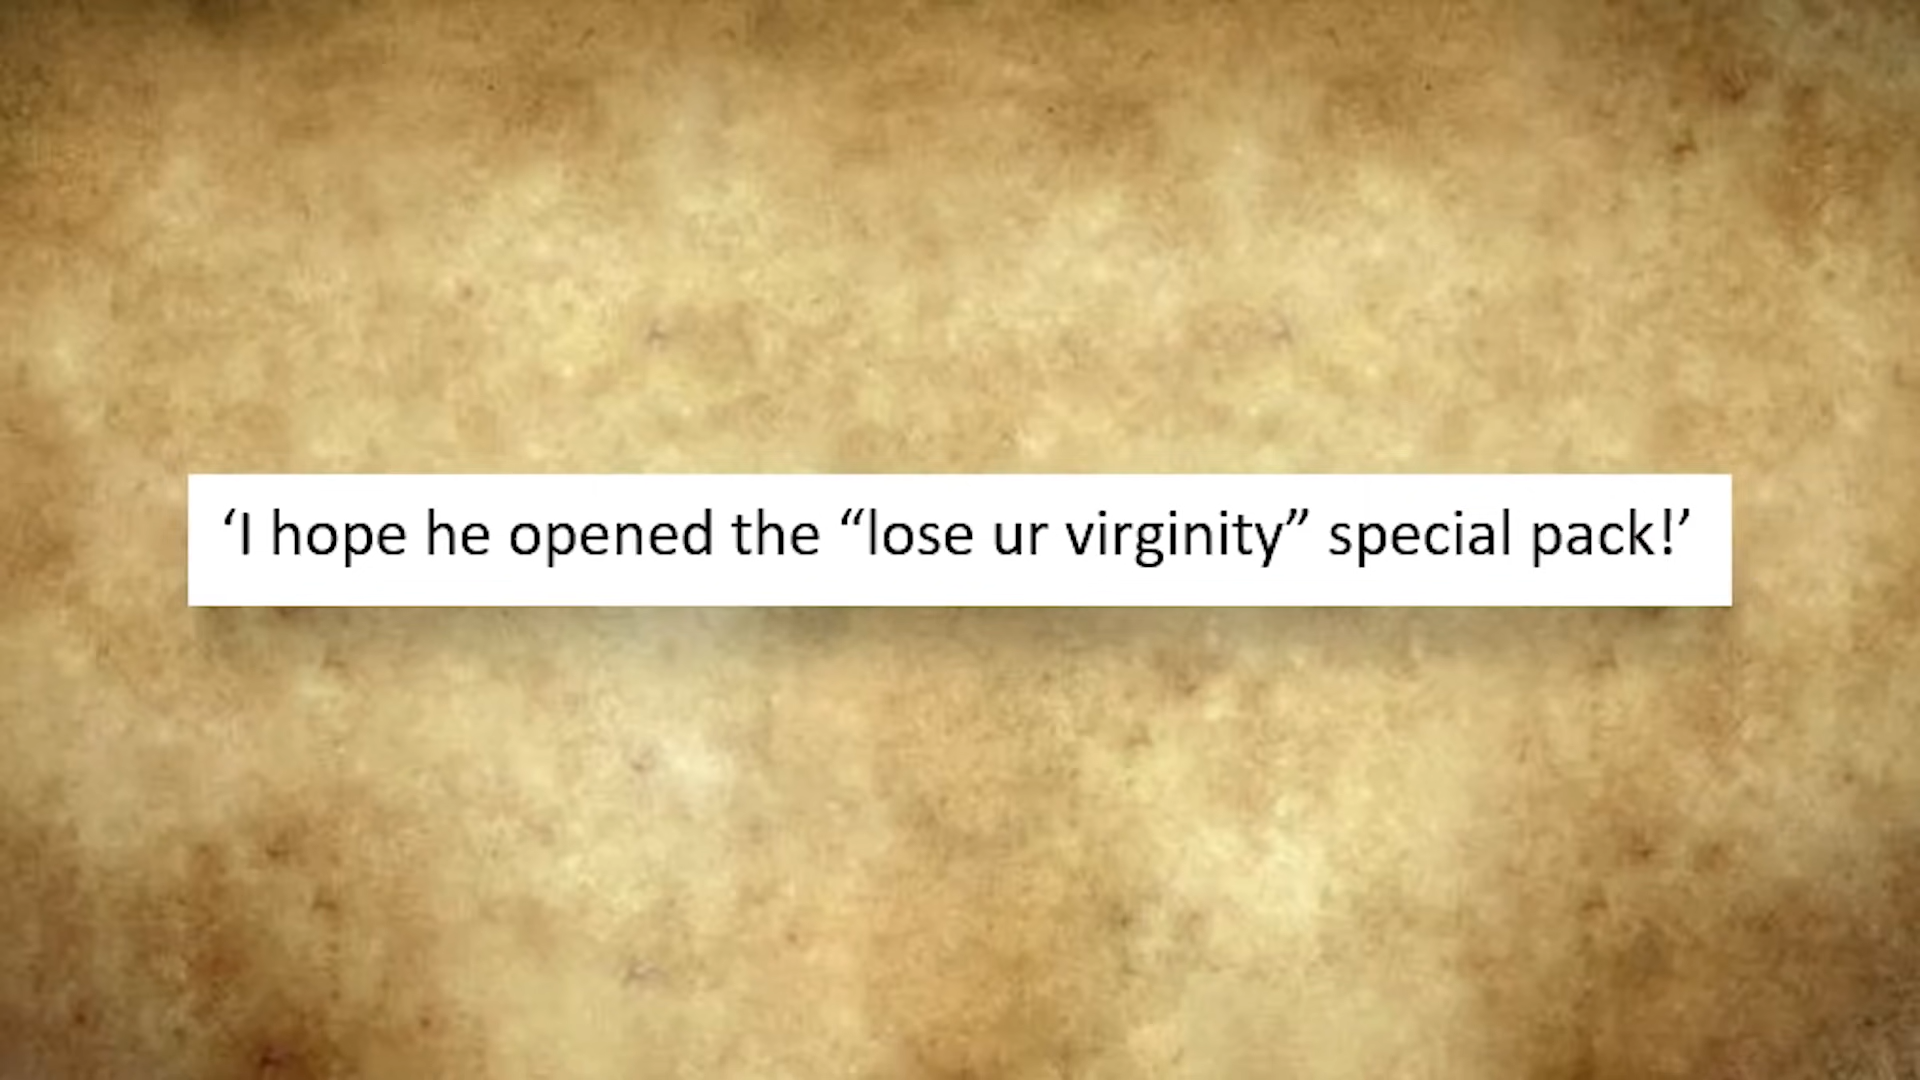 ‘I hope he opened the “lose ur virginity” special pack!’